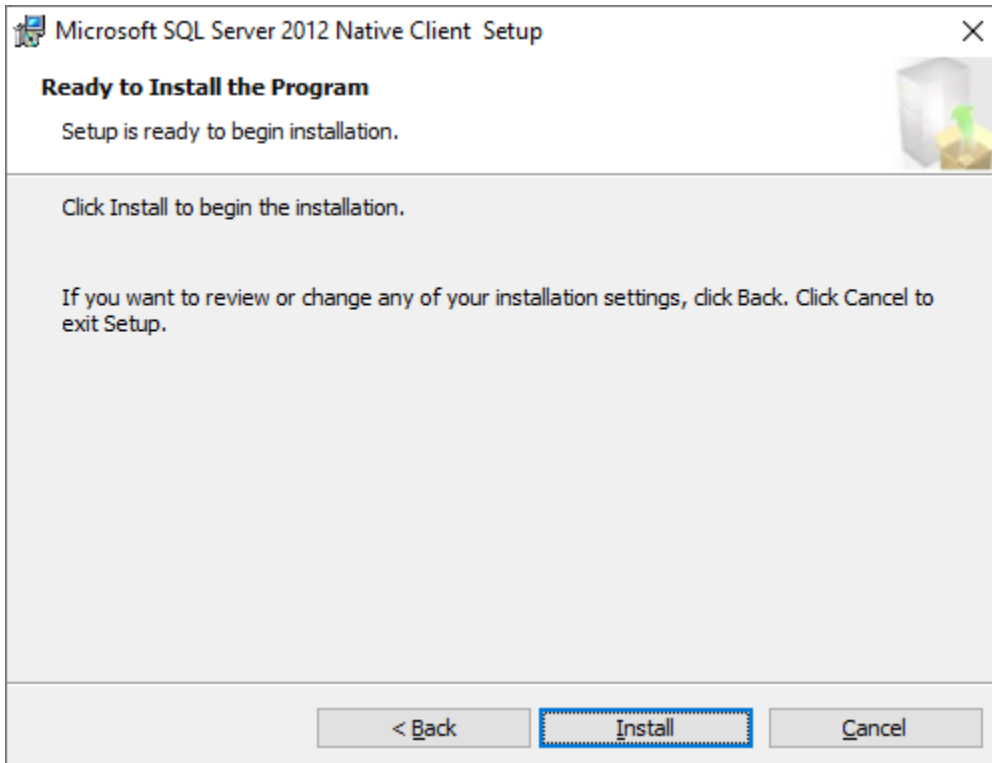 Microsoft SQL Server 2012 Native Client  Setup
Ready to Install the Program
Setup is ready to begin installation.
Click Install to begin the installation.
If you want to review or change any of your installation settings, click Back. Click Cancel to
exit Setup.
< Back
Install
Cancel